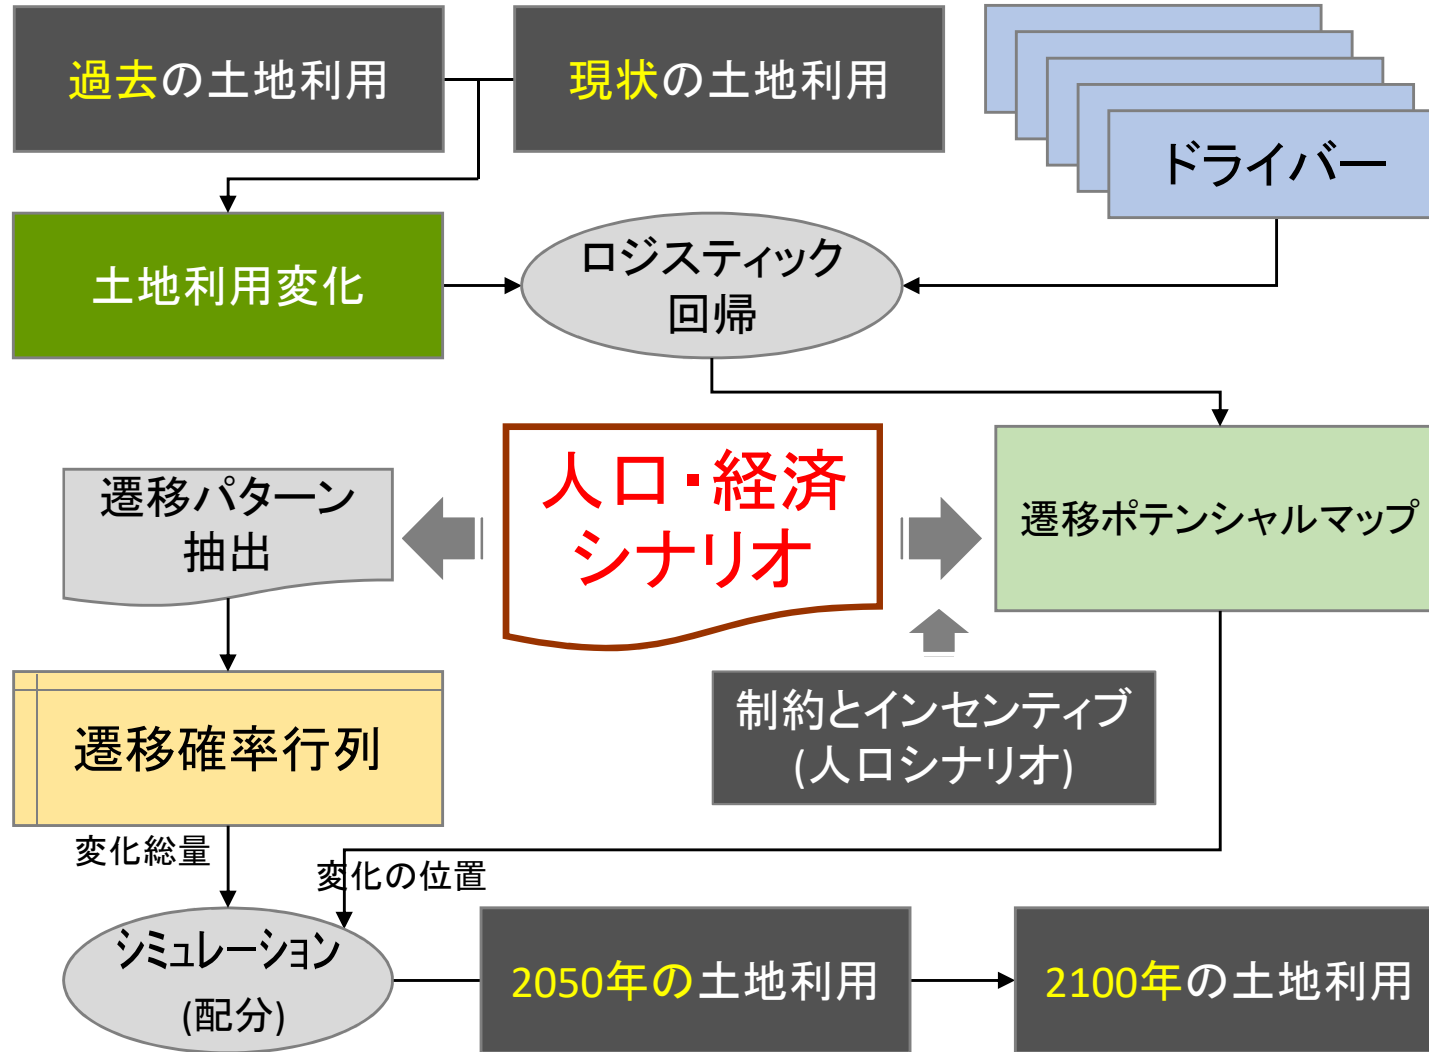 過去の土地利用
現状の土地利用
ドライバー
土地利用変化
ロジスティック
回帰
人口・経済
シナリオ
遷移パターン
抽出
遷移ポテンシャルマップ
制約とインセンティブ
(人口シナリオ)
遷移確率行列
変化総量
変化の位置
シミュレーション
(配分)
2050年の土地利用
2100年の土地利用